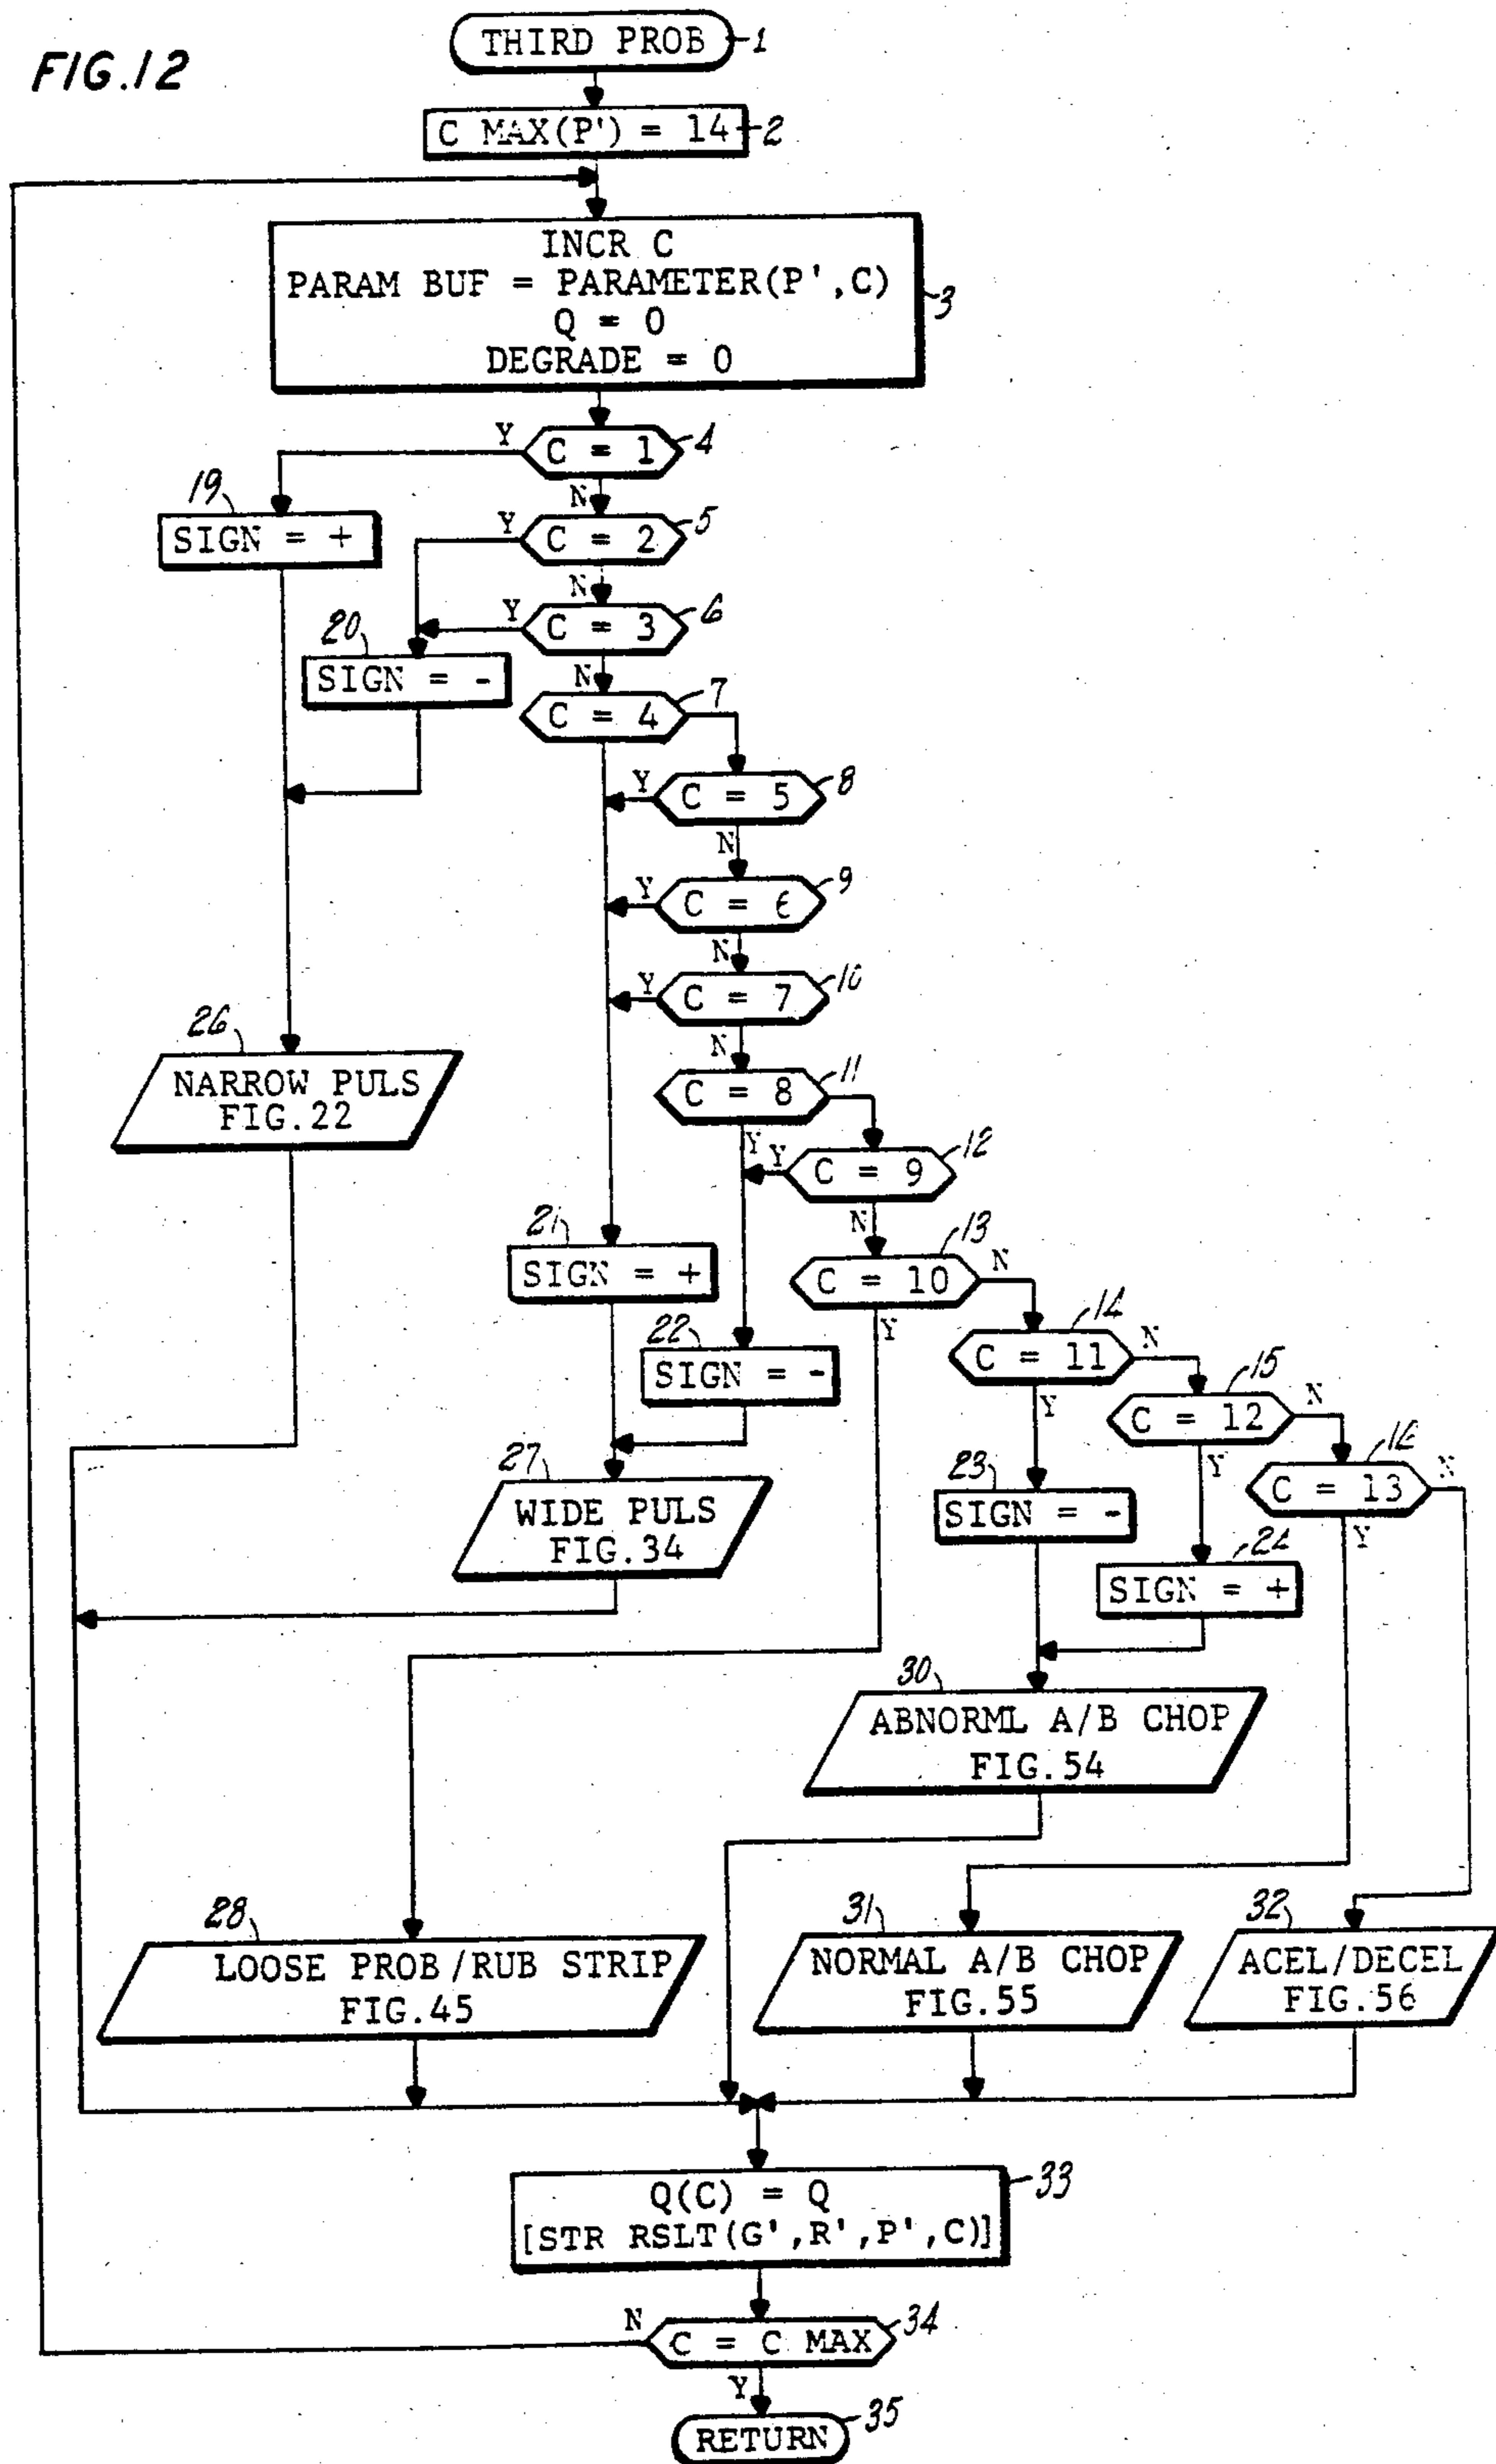 FIG.12
THIRD PROB
1
C MAX(P') = 14
2
INCR C
PARAM BUF = PARAMETER(P',C)
Q = 0
DEGRADE = 0
3
Y
C = 1
4
N
19
SIGN = +
Y
C = 2
5
N
Y
C = 3
6
20
SIGN = -
N
C = 4
7
Y
C = 5
8
N
Y
C = 6
9
N
Y
C = 7
10
N
26
NARROW PULS
FIG.22
C = 8
11
Y
Y
C = 9
12
N
21
SIGN = +
C = 10
13
N
Y
22
SIGN = -
C = 11
14
N
Y
C = 12
15
N
Y
C = 13
16
N
Y
27
WIDE PULS
FIG.34
23
SIGN = -
24
SIGN = +
30
ABNORML A/B CHOP
FIG.54
28
LOOSE PROB/RUB STRIP
FIG.45
31
NORMAL A/B CHOP
FIG.55
32
ACEL/DECEL
FIG.56
Q(C) = Q
[STR RSLT(G',R',P',C)]
33
N
C = C MAX
34
Y
RETURN
35